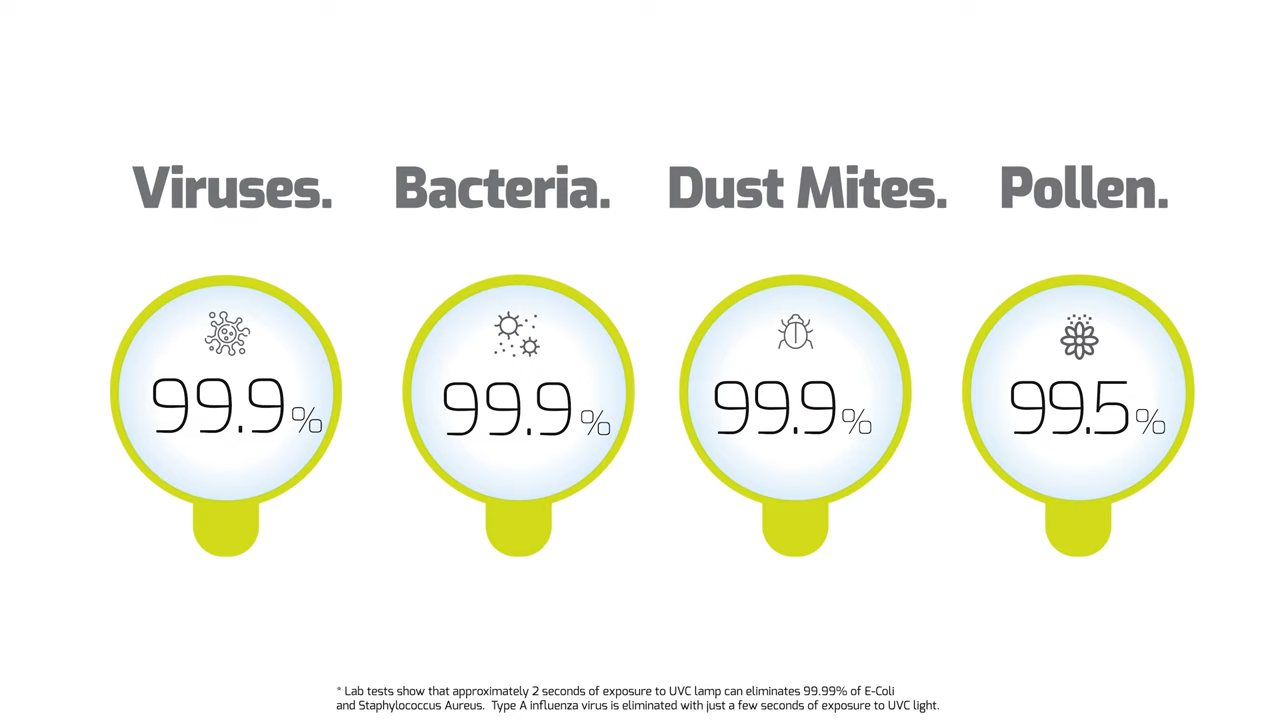 Viruses. Bacteria. Dust Mites. Pollen.
99.9% 99.9% 99.9% 99.5%
* Lab tests show that approximately 2 seconds of exposure to UVC lamp can eliminates 99.99% of E-Coli
and Staphylococcus Aureus. Type A influenza virus is eliminated with just a few seconds of exposure to UVC light.